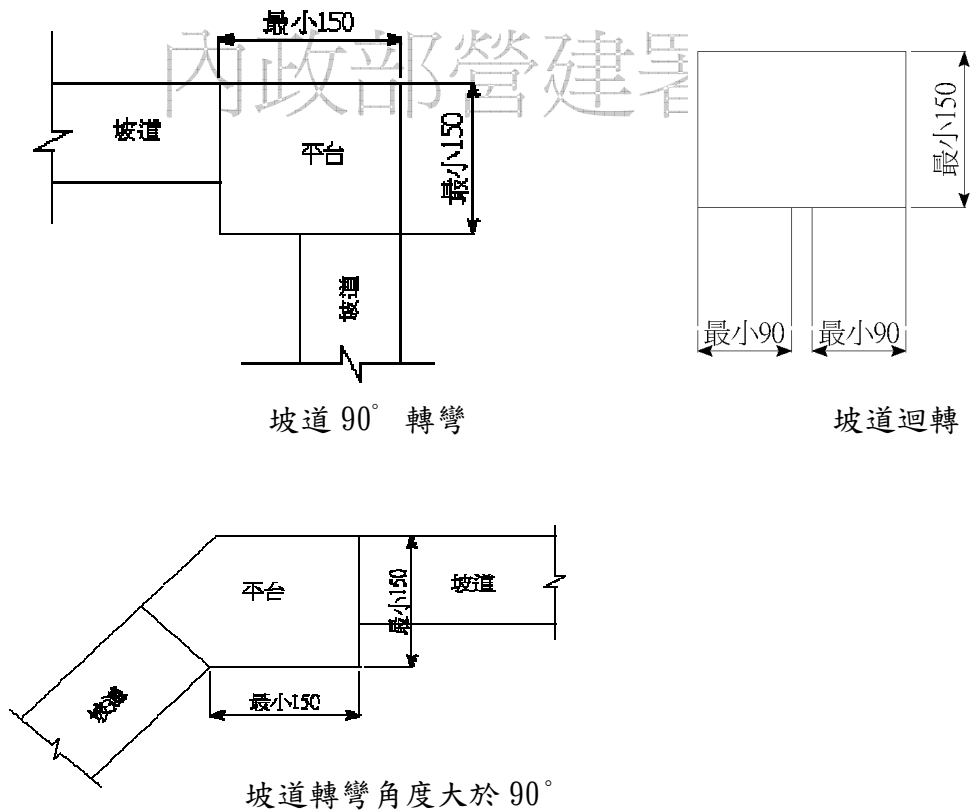 最小150
內政部營建署
坡道
平台
最小150
坡道
最小150
最小90
最小90
坡道 90° 轉彎
坡道迴轉
平台
最小150
坡道
坡道
最小150
坡道轉彎角度大於 90°